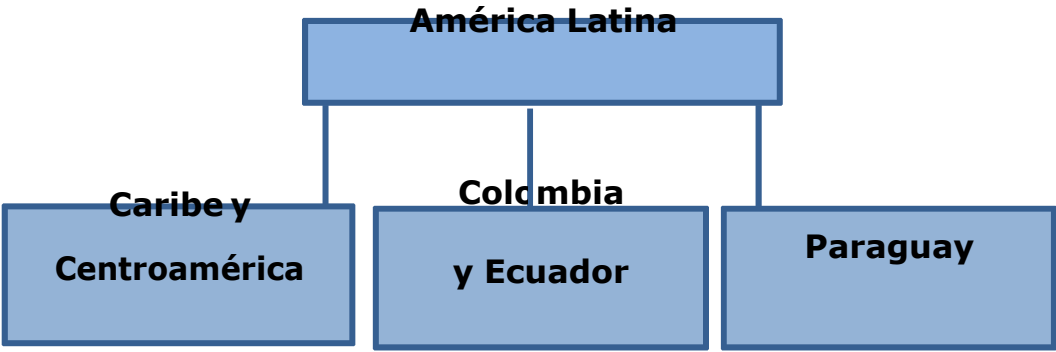 América Latina
Caribe y
Centroamérica
Colombia
y Ecuador
Paraguay